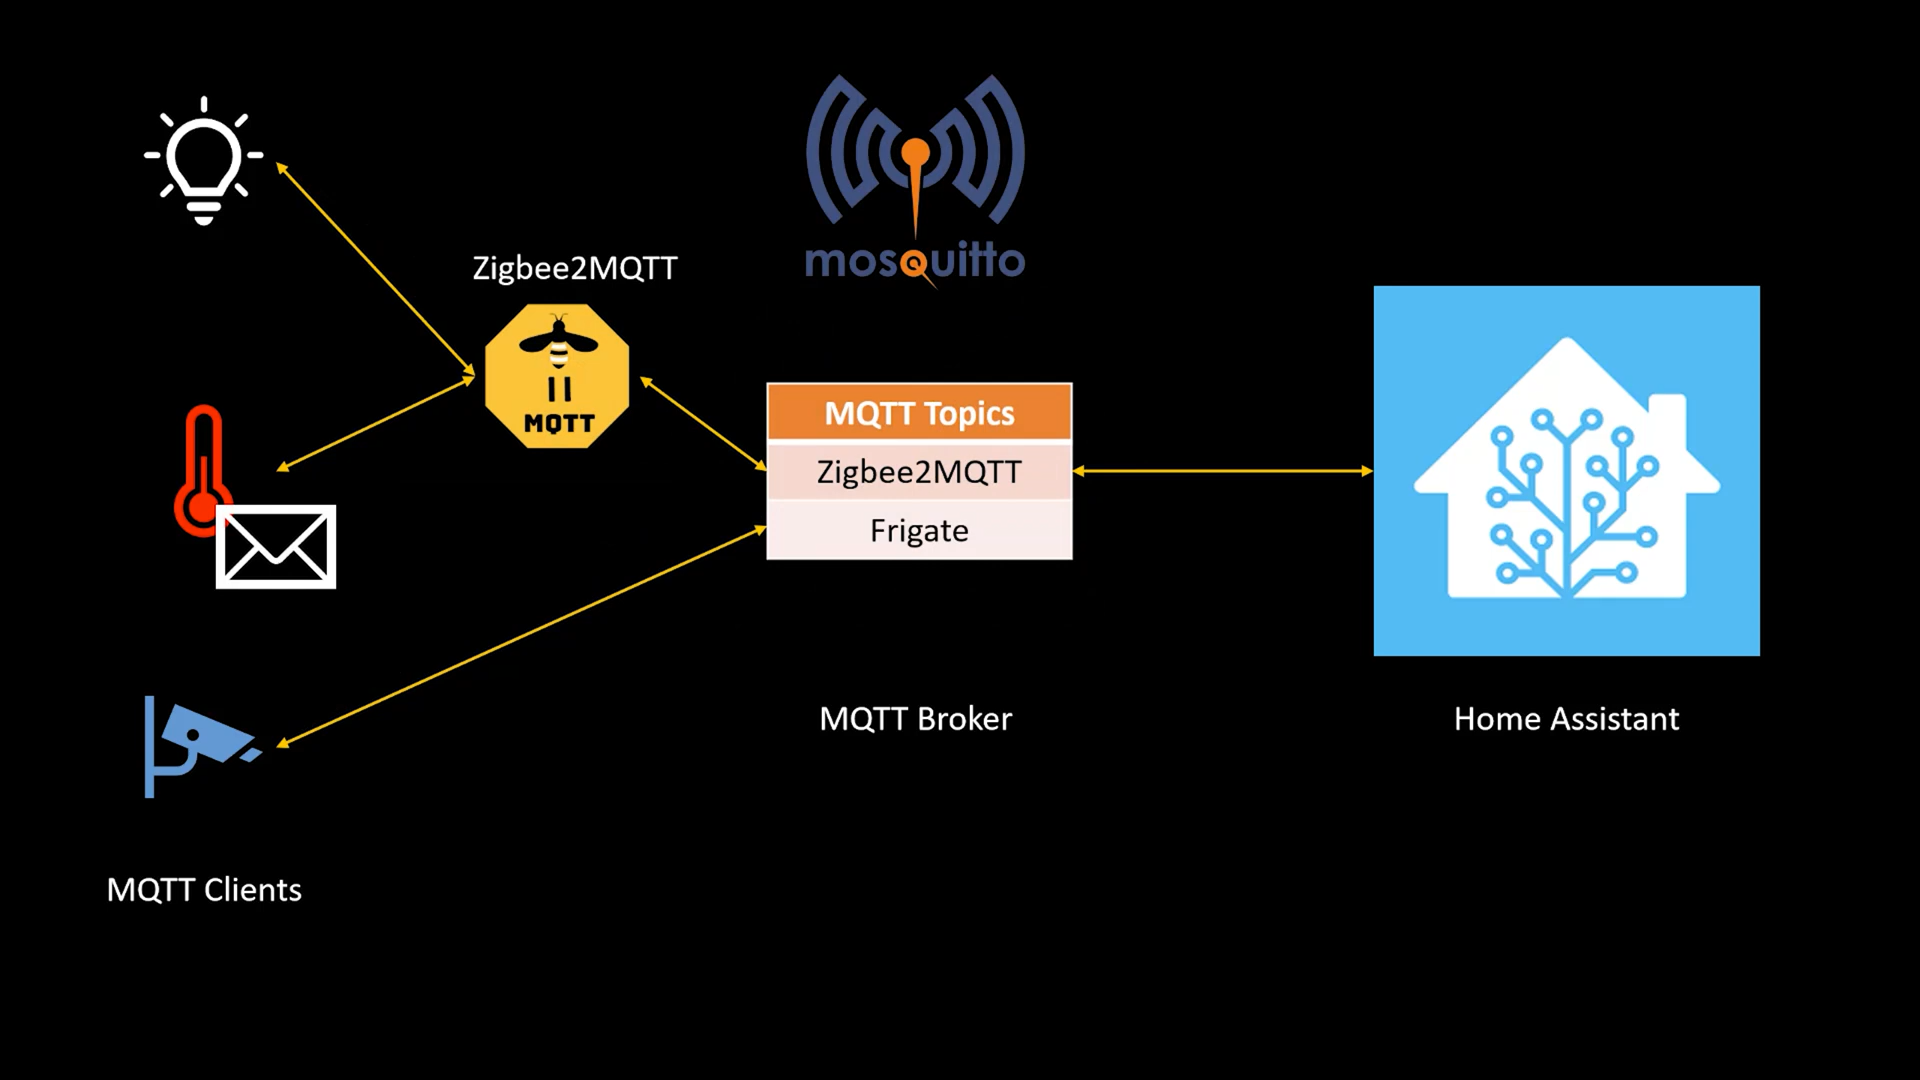 mosquitto
Zigbee2MQTT
MQTT
MQTT Topics
Zigbee2MQTT
Frigate
MQTT Broker
Home Assistant
MQTT Clients